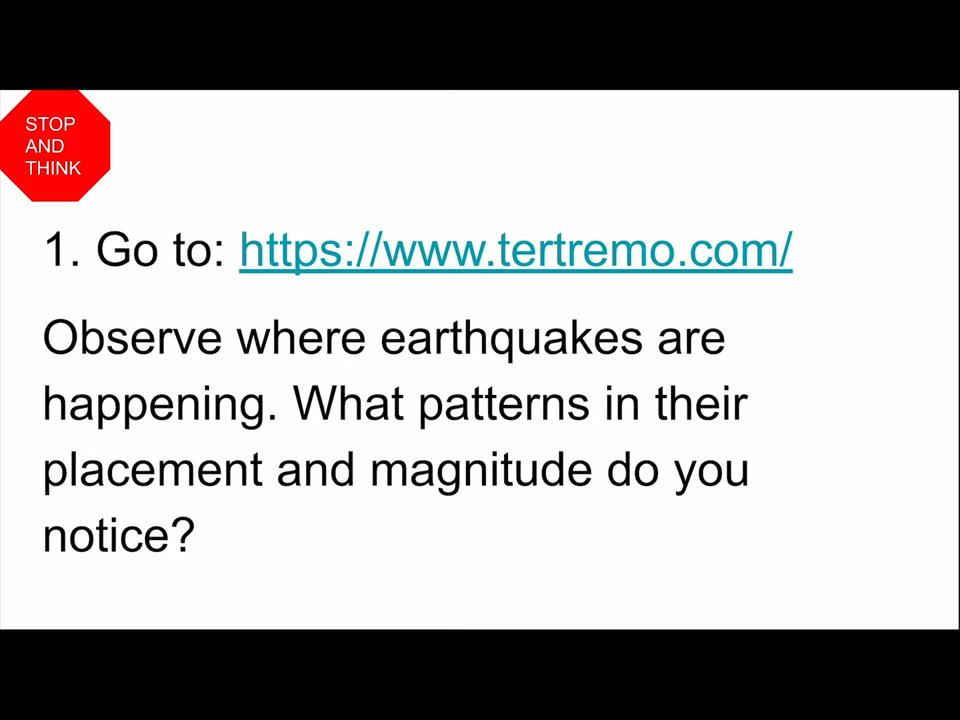 STOP
AND
THINK
1. Go to: https://www.tertremo.com/
Observe where earthquakes are
happening. What patterns in their
placement and magnitude do you
notice?